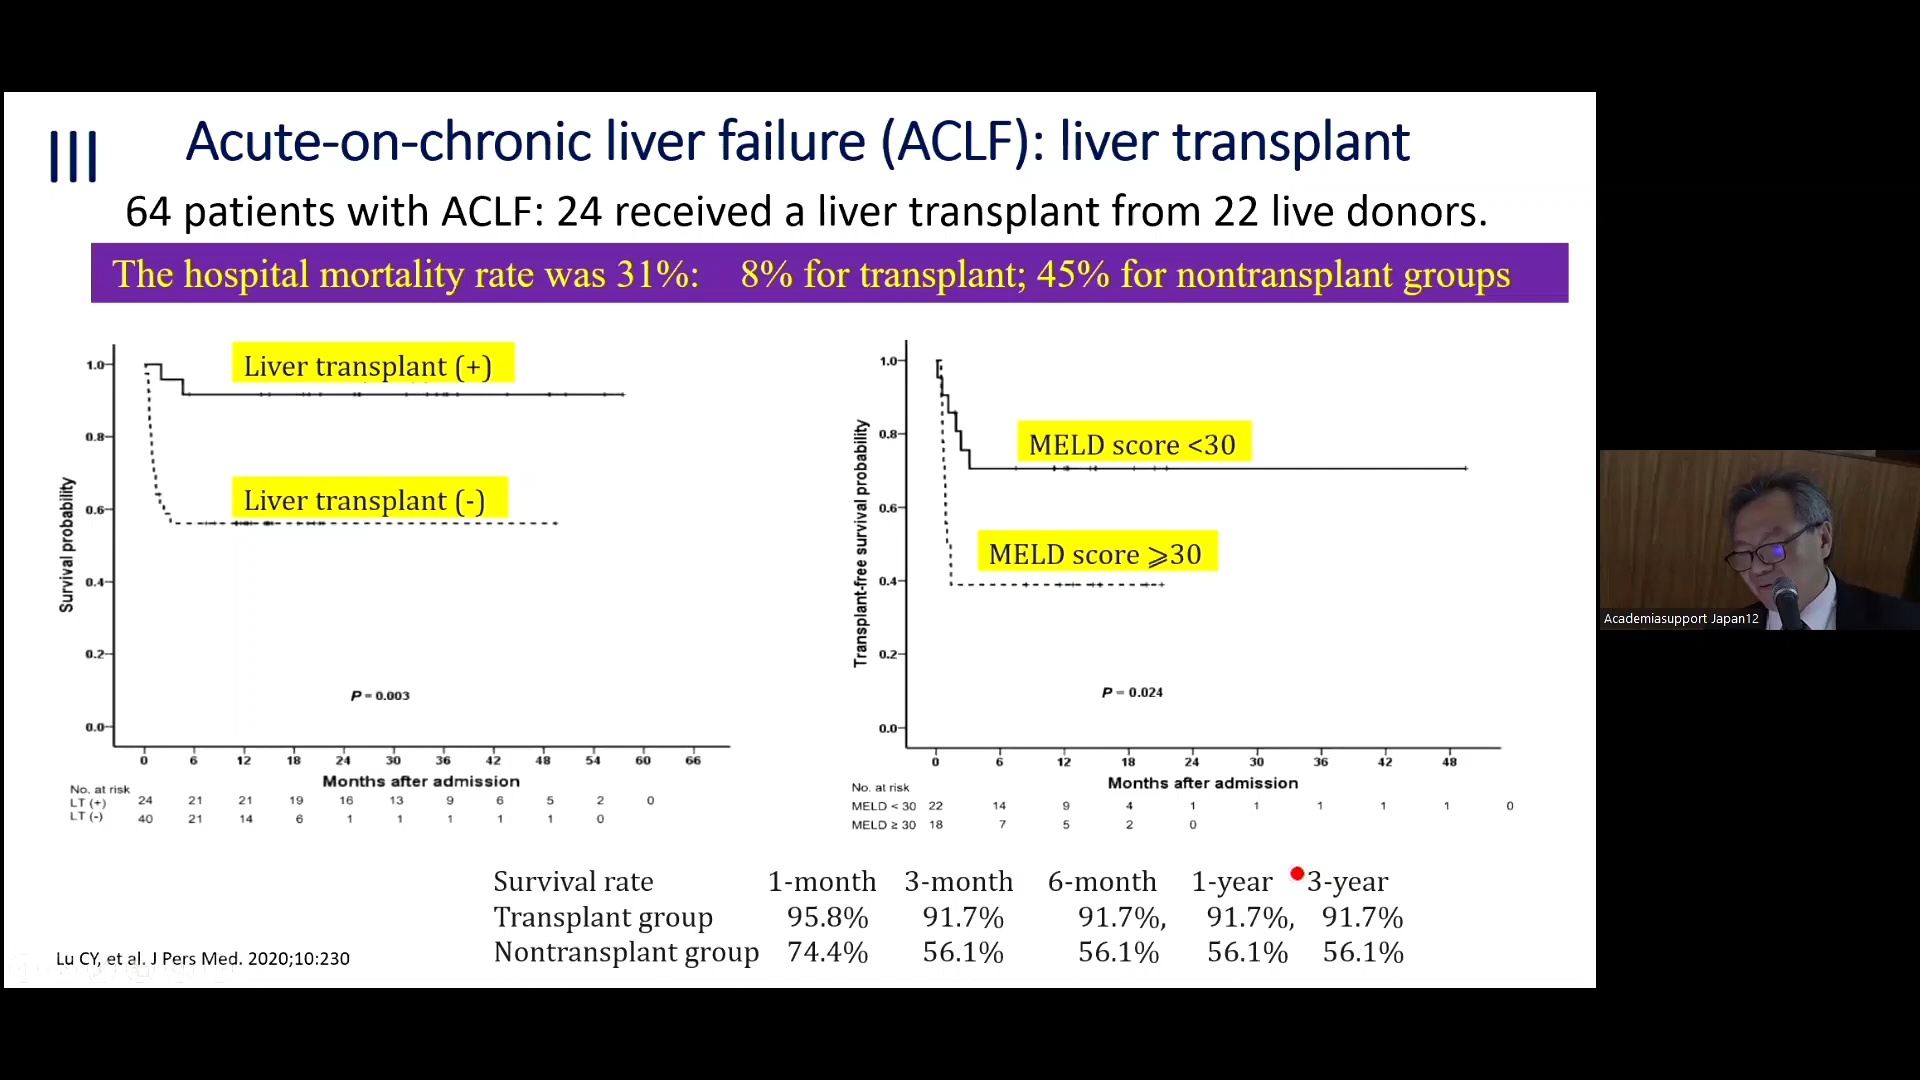 III
Acute-on-chronic liver failure (ACLF): liver transplant
64 patients with ACLF: 24 received a liver transplant from 22 live donors.
The hospital mortality rate was 31%: 8% for transplant; 45% for nontransplant groups
Survival probability
1.0
0.8
0.6
0.4
0.2
0.0
Liver transplant (+)
Liver transplant (-)
P = 0.003
0 6 12 18 24 30 36 42 48 54 60 66
Months after admission
No. at risk
LT (+) 24 21 21 19 16 13 9 6 5 2 0
LT (-) 40 21 14 6 1 1 1 1 1 0
Transplant-free survival probability
1.0
0.8
0.6
0.4
0.2
0.0
MELD score <30
MELD score ⩾30
P = 0.024
0 6 12 18 24 30 36 42 48
Months after admission
No. at risk
MELD < 30 22 14 9 4 1 1 1 1 1 0
MELD ≥ 30 18 7 5 2 0
Survival rate 1-month 3-month 6-month 1-year 3-year
Transplant group 95.8% 91.7% 91.7%, 91.7%, 91.7%
Nontransplant group 74.4% 56.1% 56.1% 56.1% 56.1%
Lu CY, et al. J Pers Med. 2020;10:230
Academiasupport Japan12